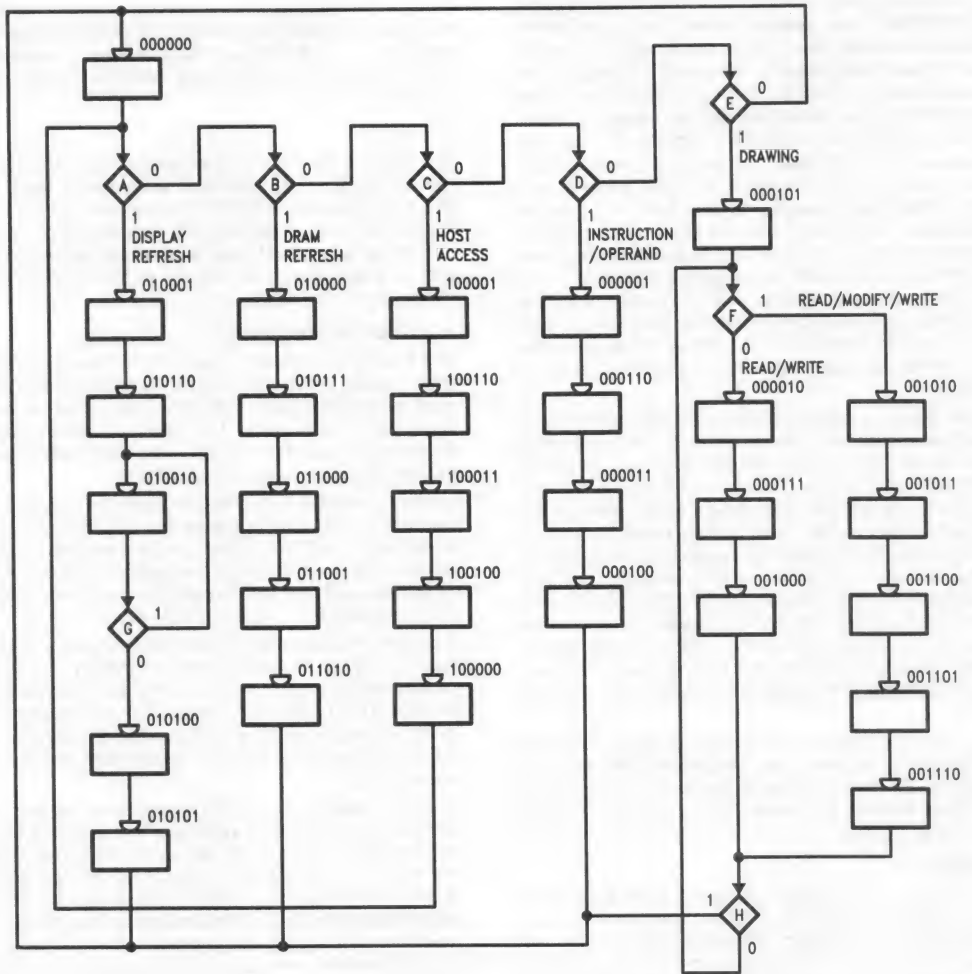 000000
E
0
1
DRAWING
000101
A
0
B
0
C
0
D
0
1
DISPLAY
REFRESH
1
DRAM
REFRESH
1
HOST
ACCESS
1
INSTRUCTION
/OPERAND
F
1
READ/MODIFY/WRITE
0
READ/WRITE
010001
010000
100001
000001
000010
001010
010110
010111
100110
000110
000111
001011
010010
011000
100011
000011
001000
001100
G
1
0
011001
100100
000100
001101
010100
011010
100000
001110
010101
H
1
0